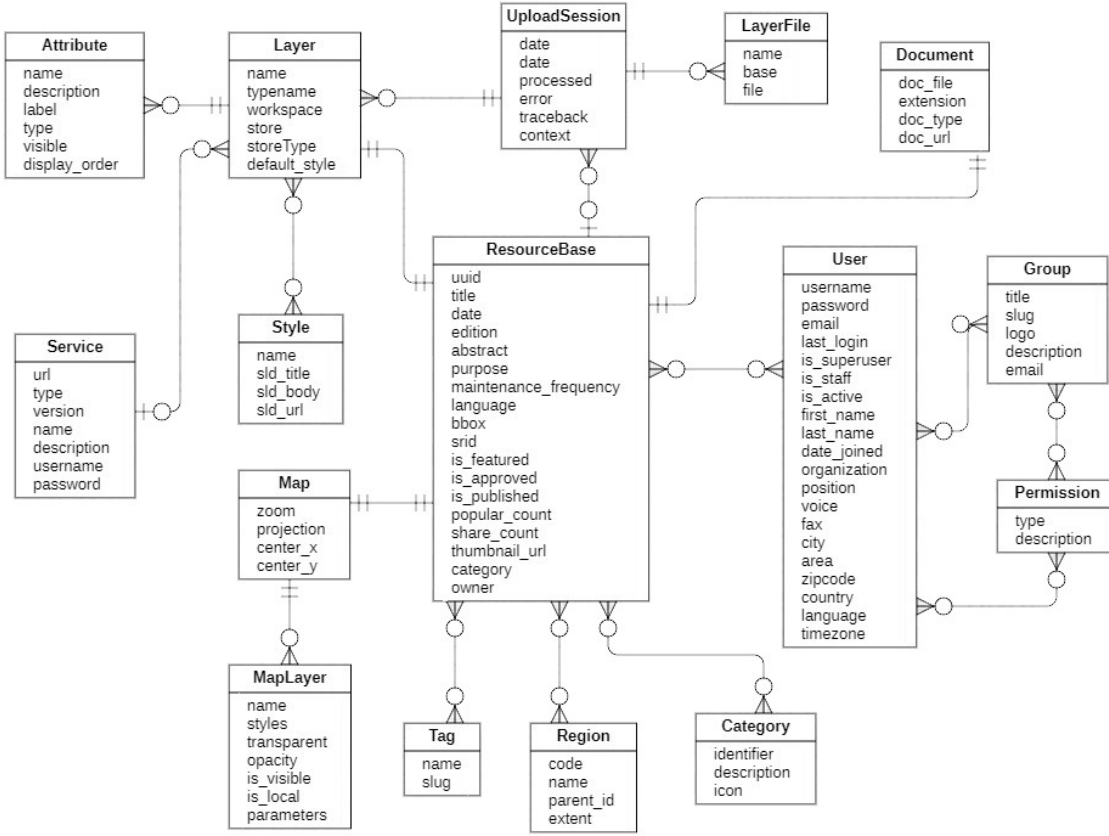 Attribute
name
description
label
type
visible
display_order
Layer
name
typename
workspace
store
storeType
default_style
UploadSession
date
date
processed
error
traceback
context
LayerFile
name
base
file
Document
doc_file
extension
doc_type
doc_url
Service
url
type
version
name
description
username
password
Style
name
sld_title
sld_body
sld_url
ResourceBase
uuid
title
date
edition
abstract
purpose
maintenance_frequency
language
bbox
srid
is_featured
is_approved
is_published
popular_count
share_count
thumbnail_url
category
owner
User
username
password
email
last_login
is_superuser
is_staff
is_active
first_name
last_name
date_joined
organization
position
voice
fax
city
area
zipcode
country
language
timezone
Group
title
slug
logo
description
email
Permission
type
description
Map
zoom
projection
center_x
center_y
MapLayer
name
styles
transparent
opacity
is_visible
is_local
parameters
Tag
name
slug
Region
code
name
parent_id
extent
Category
identifier
description
icon